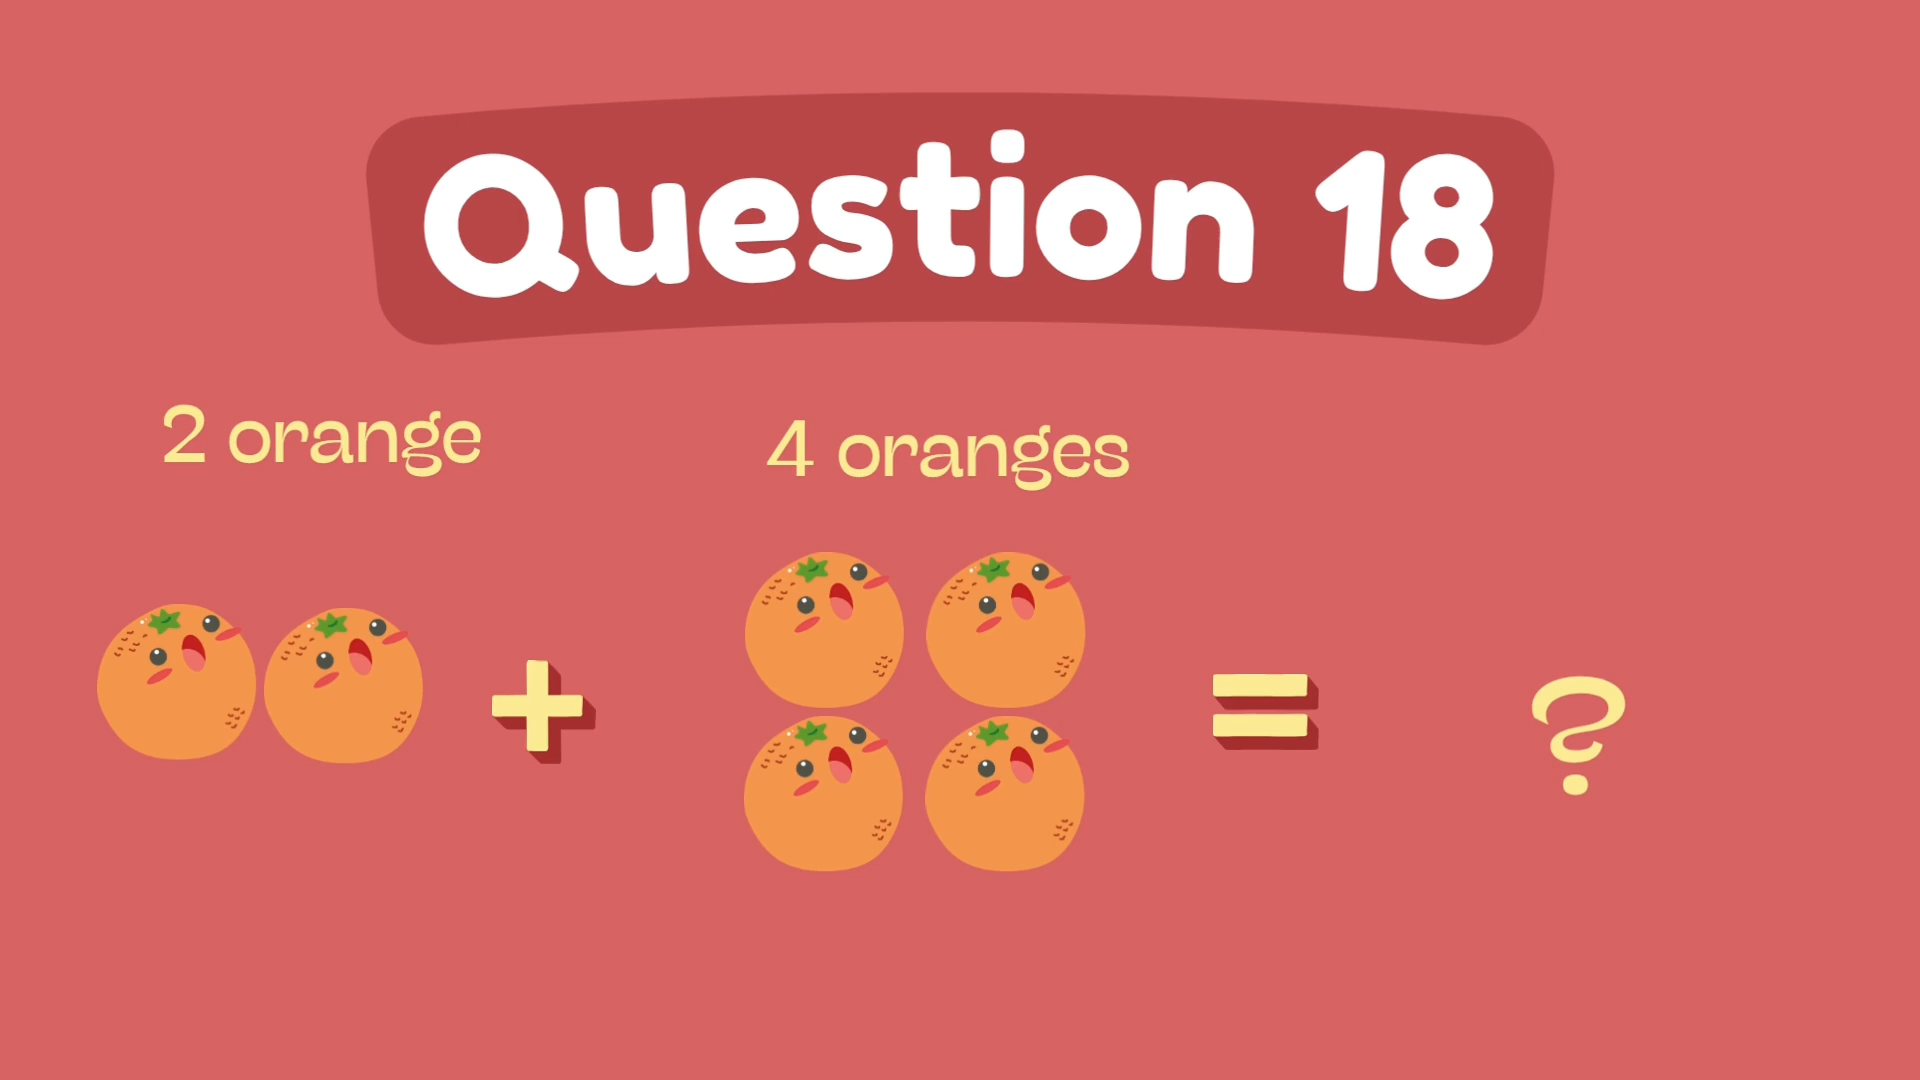 Question 18
2 orange
4 oranges
+
=
?